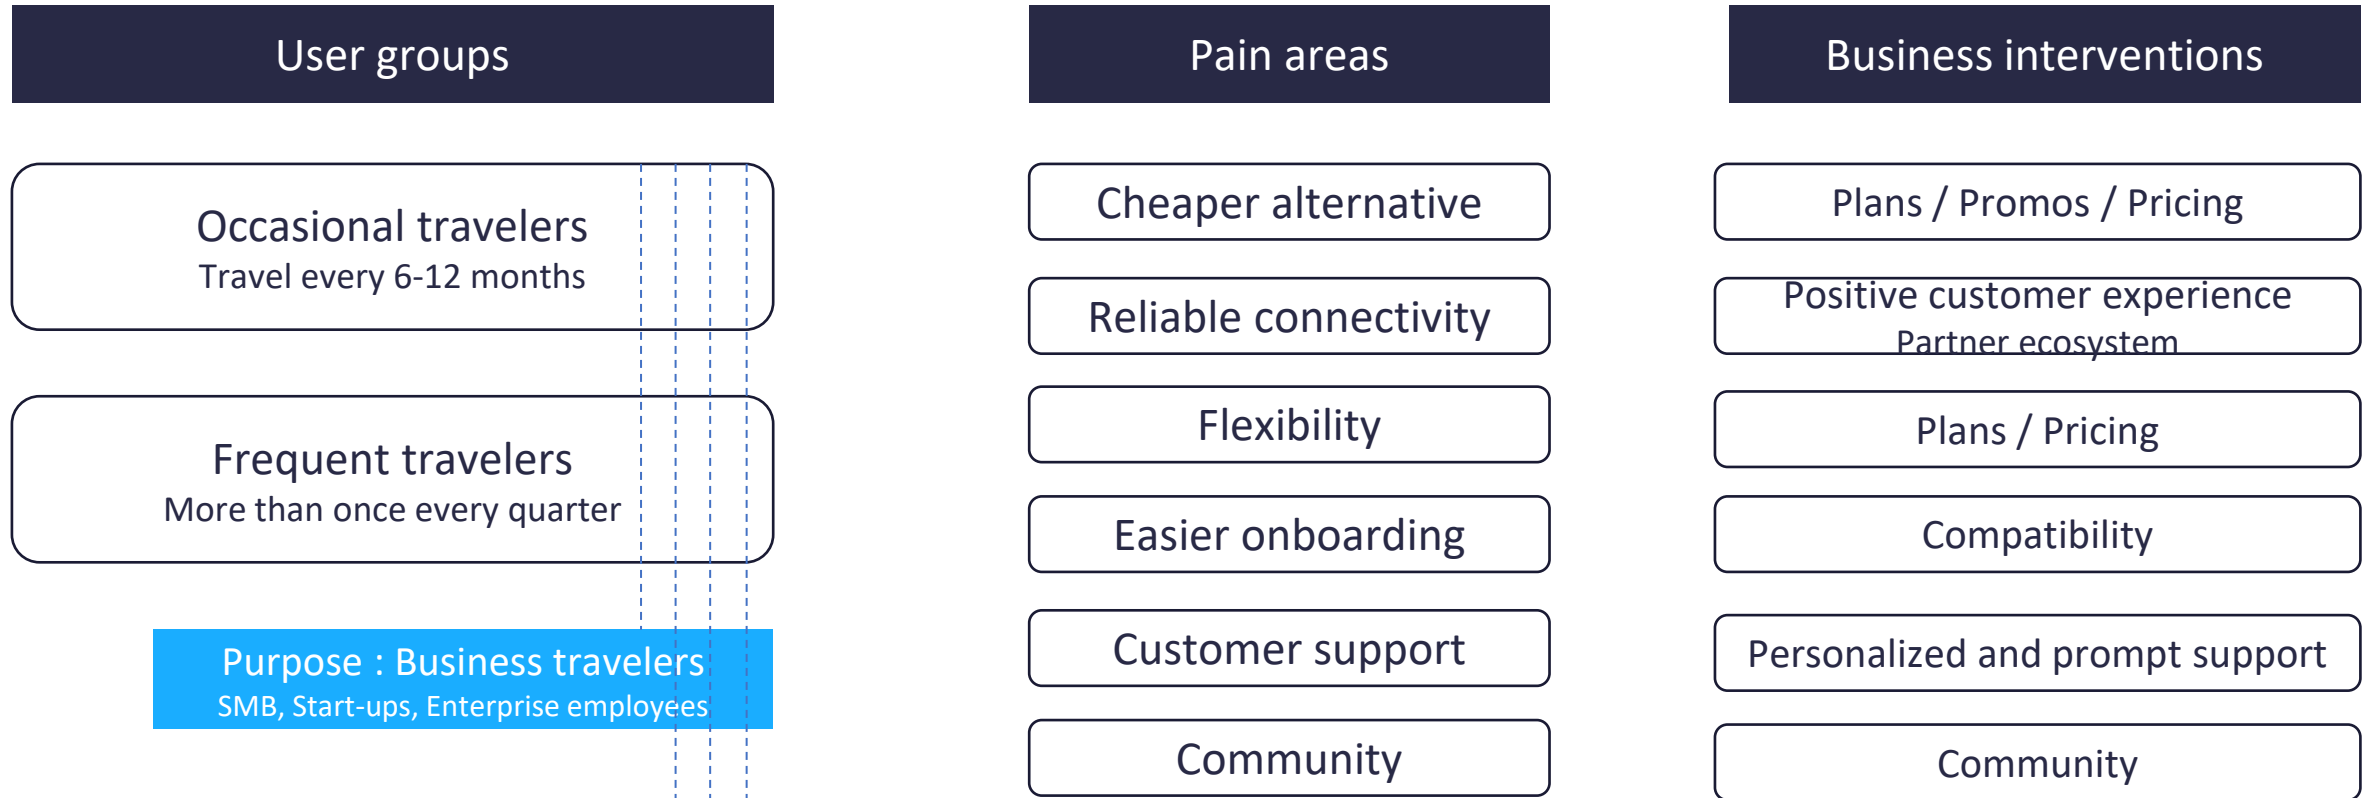 User groups
Pain areas
Business interventions
Occasional travelers
Travel every 6-12 months
Frequent travelers
More than once every quarter
Purpose : Business travelers
SMB, Start-ups, Enterprise employees
Cheaper alternative
Reliable connectivity
Flexibility
Easier onboarding
Customer support
Community
Plans / Promos / Pricing
Positive customer experience
Partner ecosystem
Plans / Pricing
Compatibility
Personalized and prompt support
Community